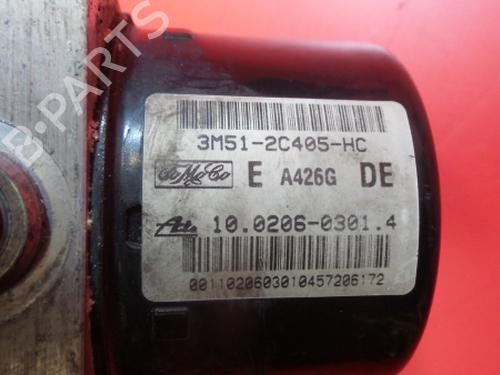 3M51-2C405-HC
FoMoCo E A426G DE
Ate 10.0206-0301.4
00110206030104572061​72
B-PARTS